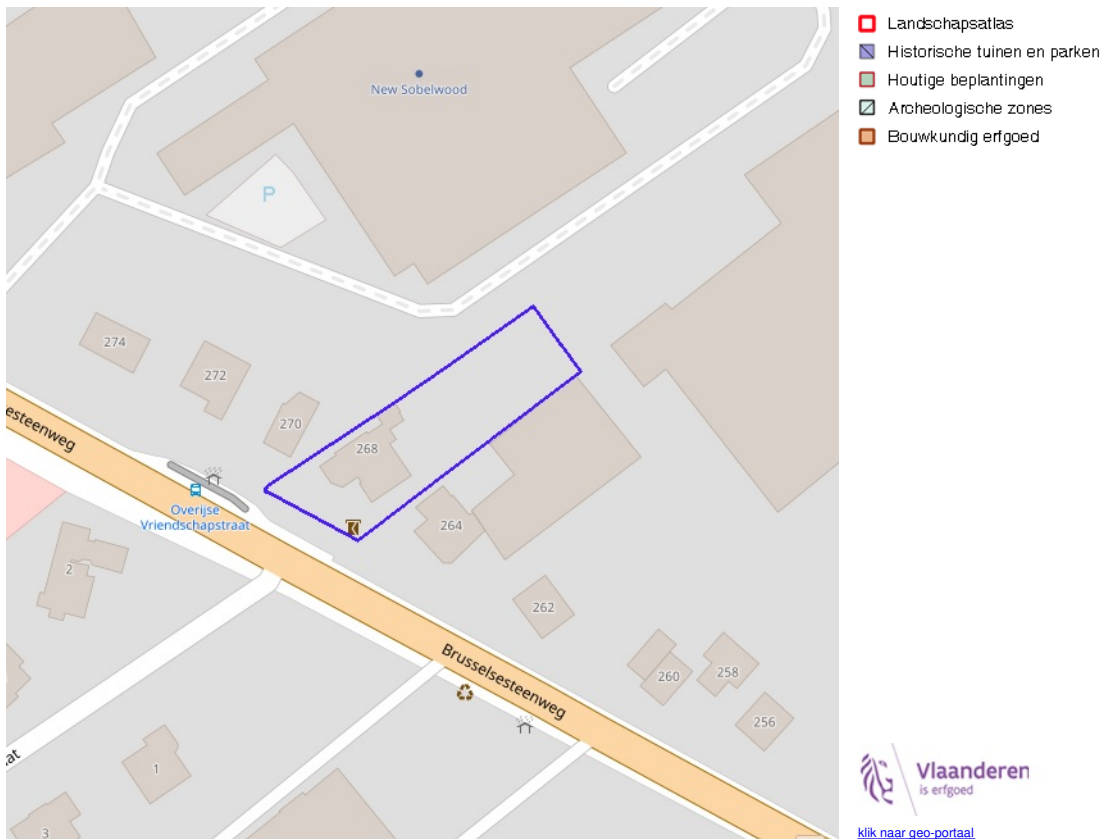 New Sobelwood
P
274
272
270
268
264
262
260
258
256
esteenweg
Overijse
Vriendschapstraat
2
Brusselsesteenweg
at
1
3
Landschapsatlas
Historische tuinen en parken
Houtige beplantingen
Archeologische zones
Bouwkundig erfgoed
Vlaanderen
is erfgoed
klik naar geo-portaal